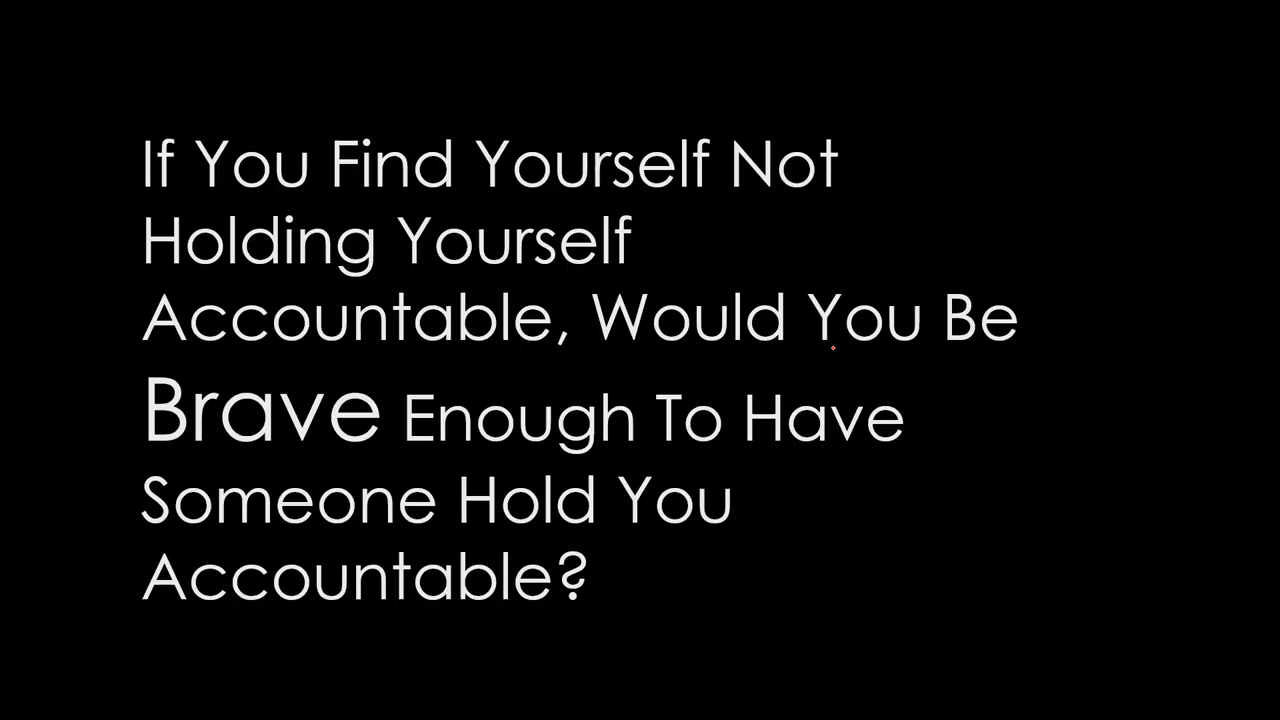 If You Find Yourself Not
Holding Yourself
Accountable, Would You Be
Brave Enough To Have
Someone Hold You
Accountable?